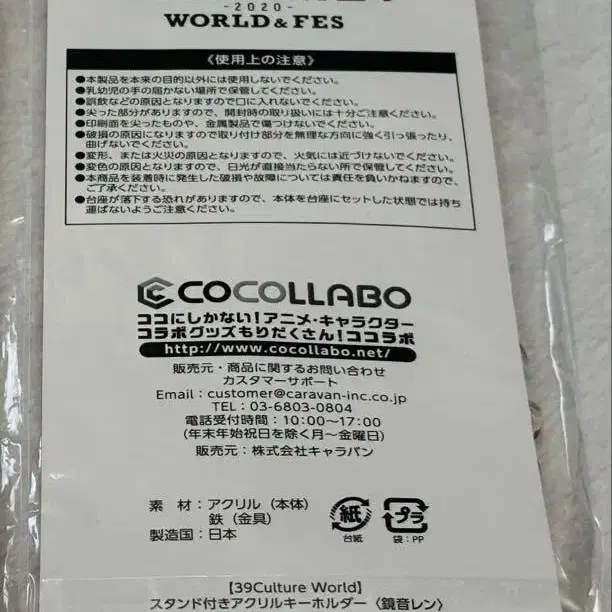 -2020-
WORLD & FES
《使用上の注意》
●本製品を本来の目的以外には使用しないでください。
●乳幼児の手の届かない場所で保管してください。
●誤飲などの原因となりますので口に入れないでください。
●尖った部分がありますので、開封時の取り扱いには十分ご注意ください。
●印刷面を尖ったものや、金属製品で傷つけないでください。
●破損の原因になりますので取り付け部分を無理な方向に強く引っ張ったり、
曲げないでください。
●変形、または火災の原因となりますので、火気には近づけないでください。
●変色の原因となりますので、日光が直接当たらない所で保管してください。
●本商品を装着時に発生した破損や故障については責任を負いかねますので、
ご了承ください。
●台座が落下する恐れがありますので、本体を台座にセットした状態では持ち
運ばないようご注意ください。
COCOLLABO
ココにしかない!アニメ・キャラクター
コラボグッズもりだくさん!ココラボ
http://www.cocollabo.net/
販売元・商品に関するお問い合わせ
カスタマーサポート
Email:customer@caravan-inc.co.jp
TEL:03-6803-0804
電話受付時間:10:00~17:00
(年末年始祝日を除く月~金曜日)
販売元:株式会社キャラバン
素 材:アクリル(本体)
鉄(金具)
製造国:日本
紙
台紙
プラ
袋:PP
【39Culture World】
スタンド付きアクリルキーホルダー〈鏡音レン〉